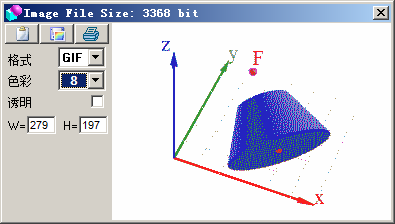 Image File Size: 3368 bit
格式 GIF
色彩 8
透明
W= 279 H= 197
z
y
F
x